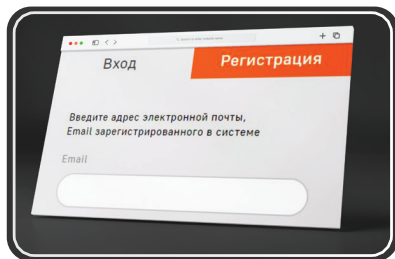 Вход
Регистрация
Введите адрес электронной почты,
Email зарегистрированного в системе
Email